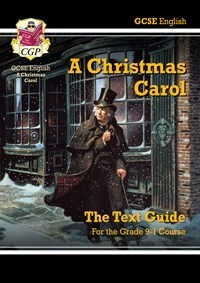 GCSE English
CGP
GCSE English
A Christmas
Carol
A Christmas
Carol
The Text Guide
For the Grade 9-1 Course